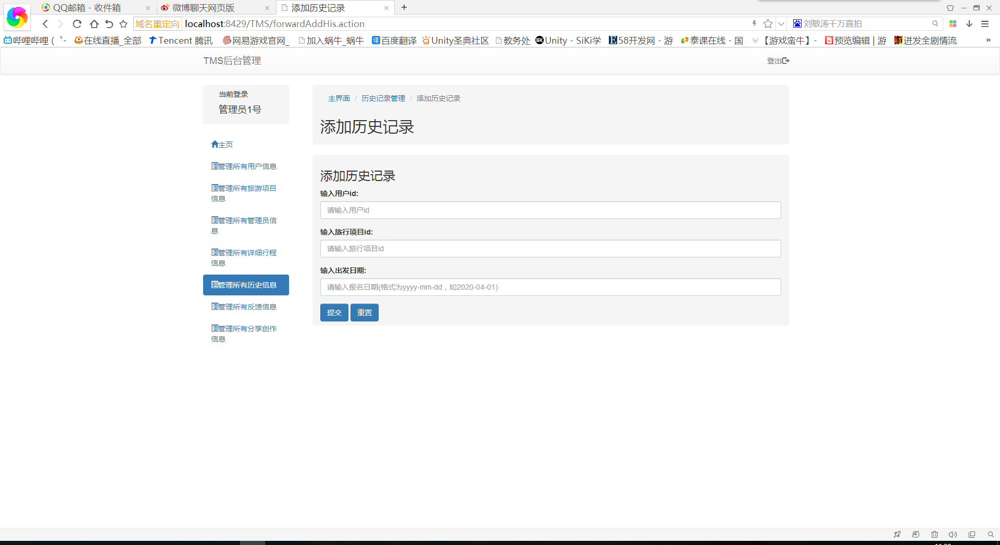 QQ邮箱 - 收件箱
微博聊天网页版
添加历史记录
域名重定向 localhost:8429/TMS/forwardAddHis.action
刘敏涛千万直拍
哔哩哔哩 ( ゜-
在线直播_全部
Tencent 腾讯
网易游戏官网_
加入蜗牛_蜗牛
百度翻译
Unity圣典社区
教务处
Unity - SiKi学
58开发网 - 游
泰课在线 - 国
【游戏蛮牛】 -
预览编辑 | 游
迸发全剧情流
»
TMS后台管理
登出
当前登录
管理员1号
主页
管理所有用户信息
管理所有旅游项目
信息
管理所有管理员信
息
管理所有详细行程
信息
管理所有历史信息
管理所有反馈信息
管理所有分享创作
信息
主界面 / 历史记录管理 / 添加历史记录
添加历史记录
添加历史记录
输入用户id:
请输入用户id
输入旅行项目id:
请输入旅行项目id
输入出发日期:
请输入报名日期(格式为yyyy-mm-dd，如2020-04-01)
提交 重置